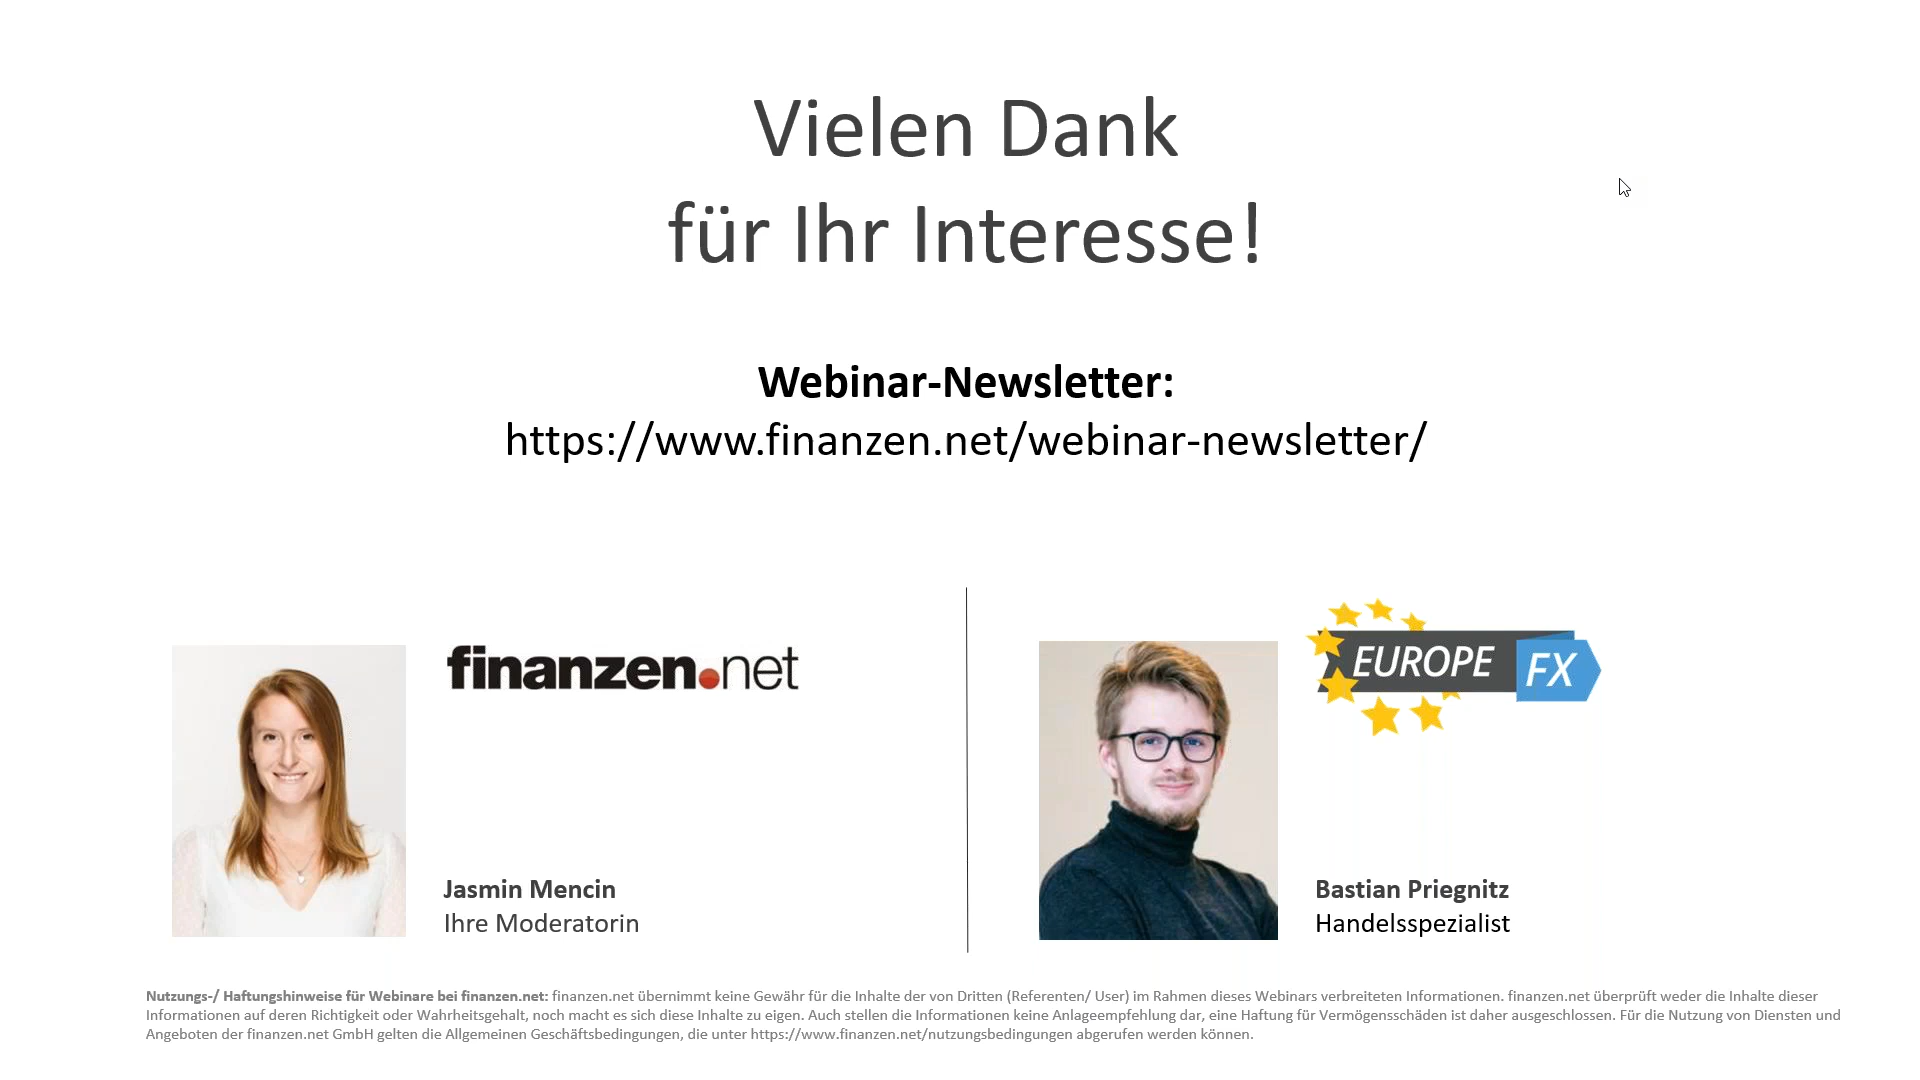 Vielen Dank
für Ihr Interesse!
Webinar-Newsletter:
https://www.finanzen.net/webinar-newsletter/
finanzen.net
Jasmin Mencin
Ihre Moderatorin
EUROPE FX
Bastian Priegnitz
Handelsspezialist
Nutzungs-/ Haftungshinweise für Webinare bei finanzen.net: finanzen.net übernimmt keine Gewähr für die Inhalte der von Dritten (Referenten/ User) im Rahmen dieses Webinars verbreiteten Informationen. finanzen.net überprüft weder die Inhalte dieser
Informationen auf deren Richtigkeit oder Wahrheitsgehalt, noch macht es sich diese Inhalte zu eigen. Auch stellen die Informationen keine Anlageempfehlung dar, eine Haftung für Vermögensschäden ist daher ausgeschlossen. Für die Nutzung von Diensten und
Angeboten der finanzen.net GmbH gelten die Allgemeinen Geschäftsbedingungen, die unter https://www.finanzen.net/nutzungsbedingungen abgerufen werden können.